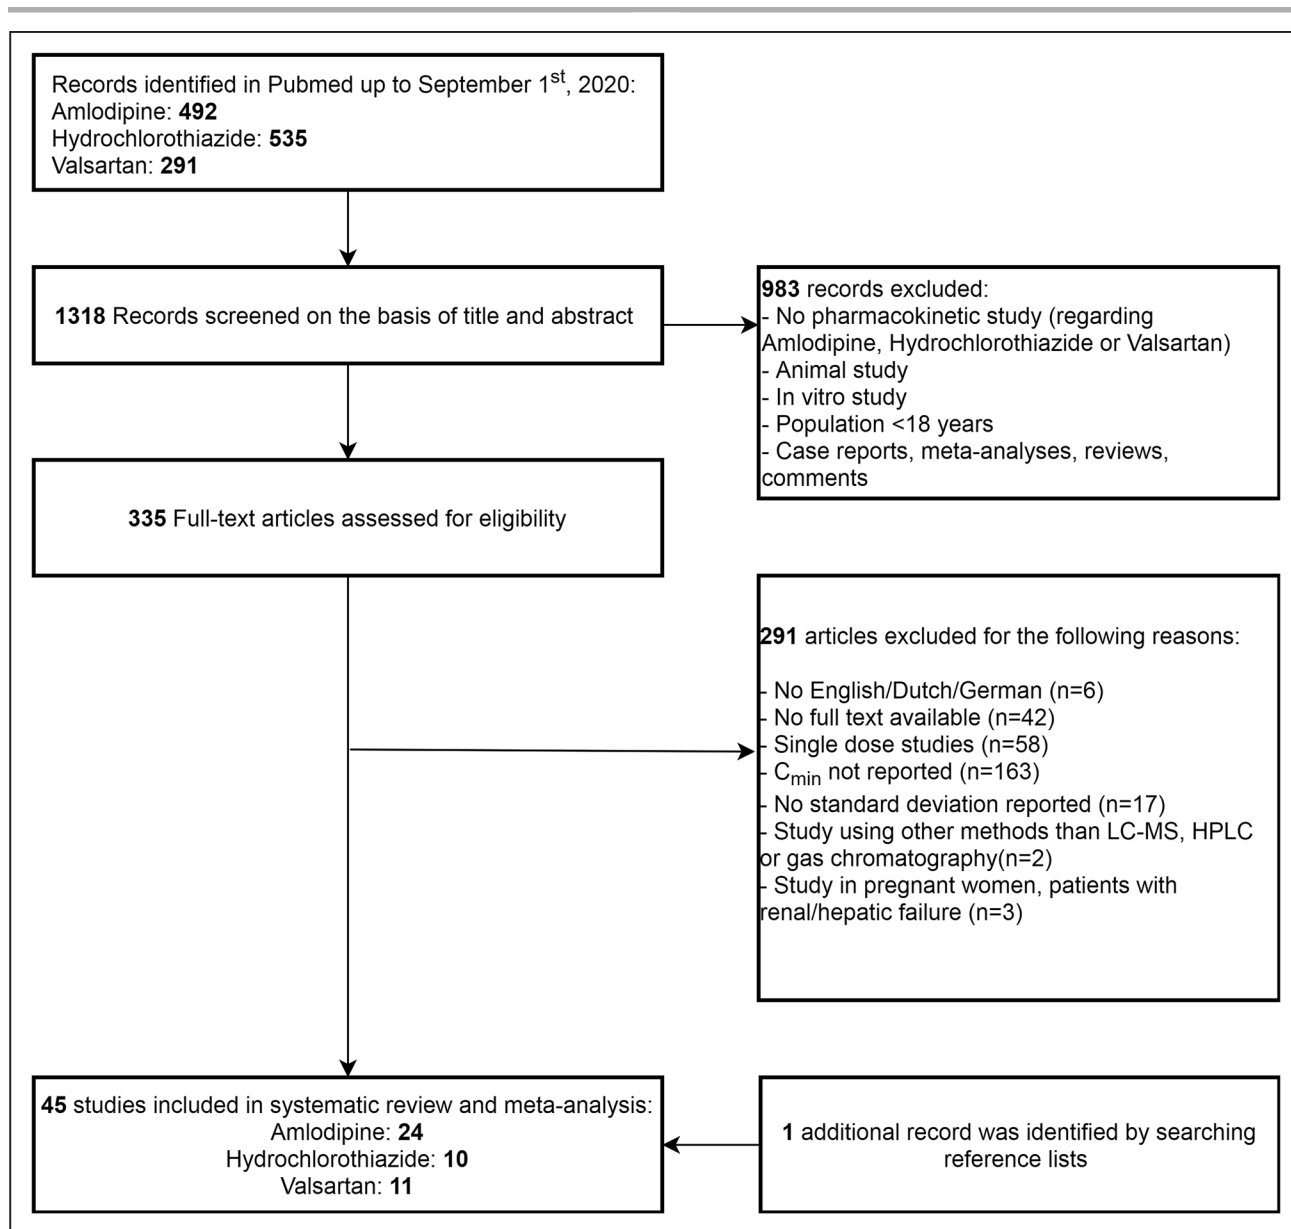 Records identified in Pubmed up to September 1st, 2020:
Amlodipine: 492
Hydrochlorothiazide: 535
Valsartan: 291
1318 Records screened on the basis of title and abstract
983 records excluded:
- No pharmacokinetic study (regarding
Amlodipine, Hydrochlorothiazide or Valsartan)
- Animal study
- In vitro study
- Population <18 years
- Case reports, meta-analyses, reviews,
comments
335 Full-text articles assessed for eligibility
291 articles excluded for the following reasons:
- No English/Dutch/German (n=6)
- No full text available (n=42)
- Single dose studies (n=58)
- Cmin not reported (n=163)
- No standard deviation reported (n=17)
- Study using other methods than LC-MS, HPLC
or gas chromatography(n=2)
- Study in pregnant women, patients with
renal/hepatic failure (n=3)
45 studies included in systematic review and meta-analysis:
Amlodipine: 24
Hydrochlorothiazide: 10
Valsartan: 11
1 additional record was identified by searching
reference lists